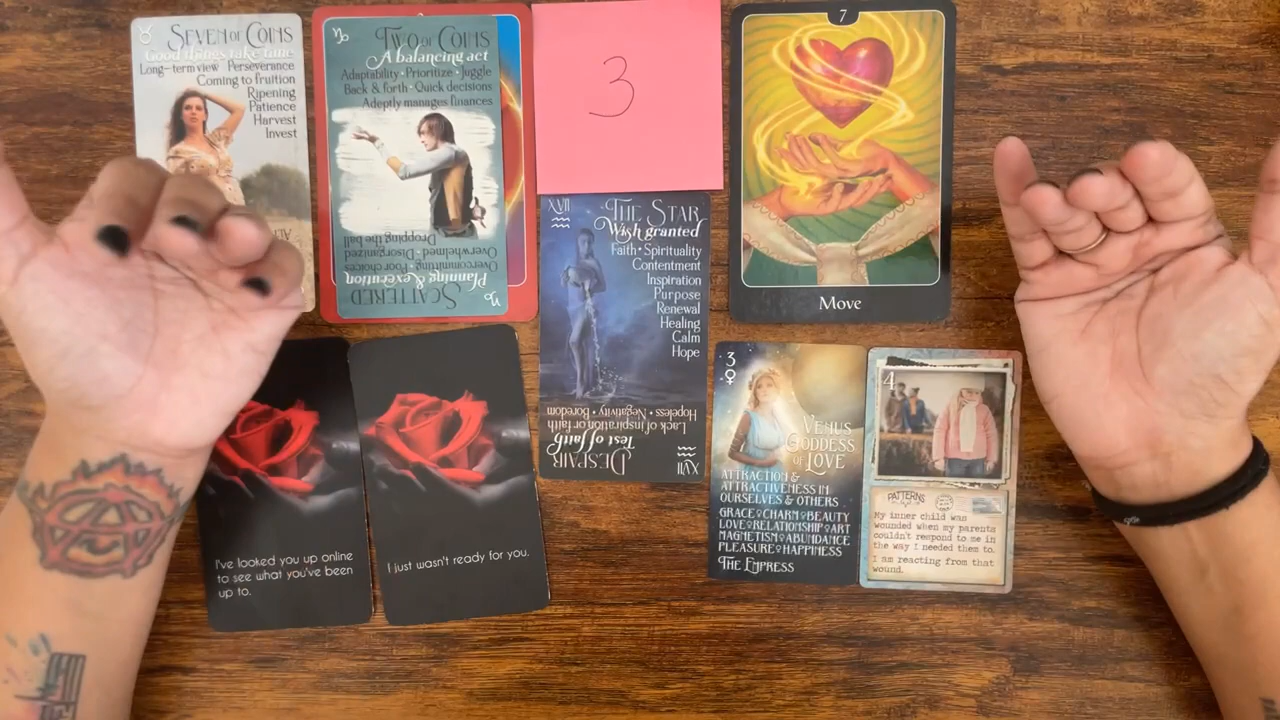 SEVEN OF COINS
Good things take time
Long-term view Perseverance
Coming to fruition
Ripening
Patience
Harvest
Invest
TWO OF COINS
A balancing act
Adaptability • Prioritize • Juggle
Back & forth • Quick decisions
Adeptly manages finances
Dropping the ball
Overwhelmed • Disorganized
Overcommitting • Poor choices
Planning & execution
SCATTERED
3
7
Move
XVII
THE STAR
Wish granted
Faith • Spirituality
Contentment
Inspiration
Purpose
Renewal
Healing
Calm
Hope
Hopeless • Negativity • Boredom
Lack of inspiration or faith
Test of faith
DESPAIR
XVII
I've looked you up online
to see what you've been
up to.
I just wasn't ready for you.
3
VENUS
GODDESS
OF LOVE
ATTRACTION &
ATTRACTIVENESS IN
OURSELVES & OTHERS
GRACE CHARM BEAUTY
LOVE RELATIONSHIP ART
MAGNETISM ABUNDANCE
PLEASURE HAPPINESS
THE EMPRESS
4
PATTERNS
My inner child was
wounded when my parents
couldn't respond to me in
the way I needed them to.
I am reacting from that
wound.